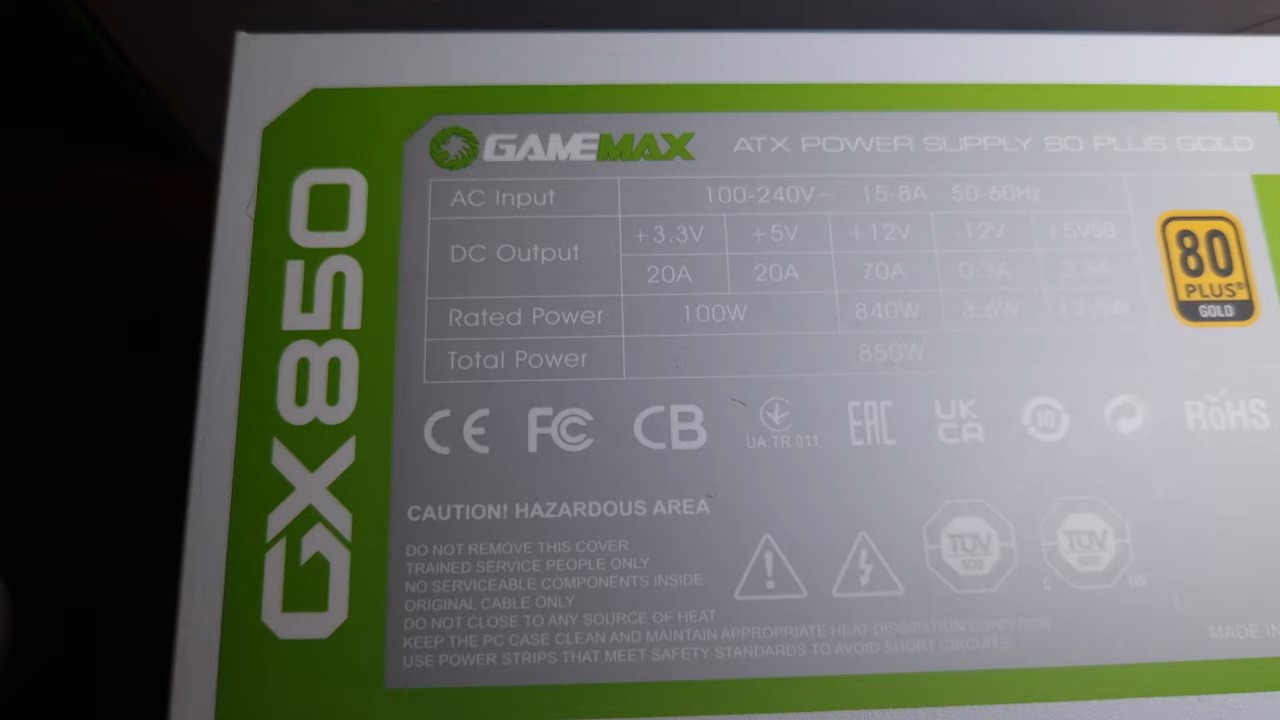 GX850
GAMEMAX ATX POWER SUPPLY 80 PLUS GOLD
AC Input 100-240V~ 15-8A 50-60Hz
DC Output +3.3V +5V +12V -12V +5VSB
20A 20A 70A 0.3A 2.5A
Rated Power 100W 840W 3.6W 12.5W
Total Power 850W
80
PLUS®
GOLD
CE FC CB UA.TR.011 EAC UK CA 10 RoHS
CAUTION! HAZARDOUS AREA
DO NOT REMOVE THIS COVER
TRAINED SERVICE PEOPLE ONLY
NO SERVICEABLE COMPONENTS INSIDE
ORIGINAL CABLE ONLY
DO NOT CLOSE TO ANY SOURCE OF HEAT
KEEP THE PC CASE CLEAN AND MAINTAIN APPROPRIATE HEAT DISSIPATION CONDITION
USE POWER STRIPS THAT MEET SAFETY STANDARDS TO AVOID SHORT CIRCUITS
TÜV TÜV
C US
MADE IN